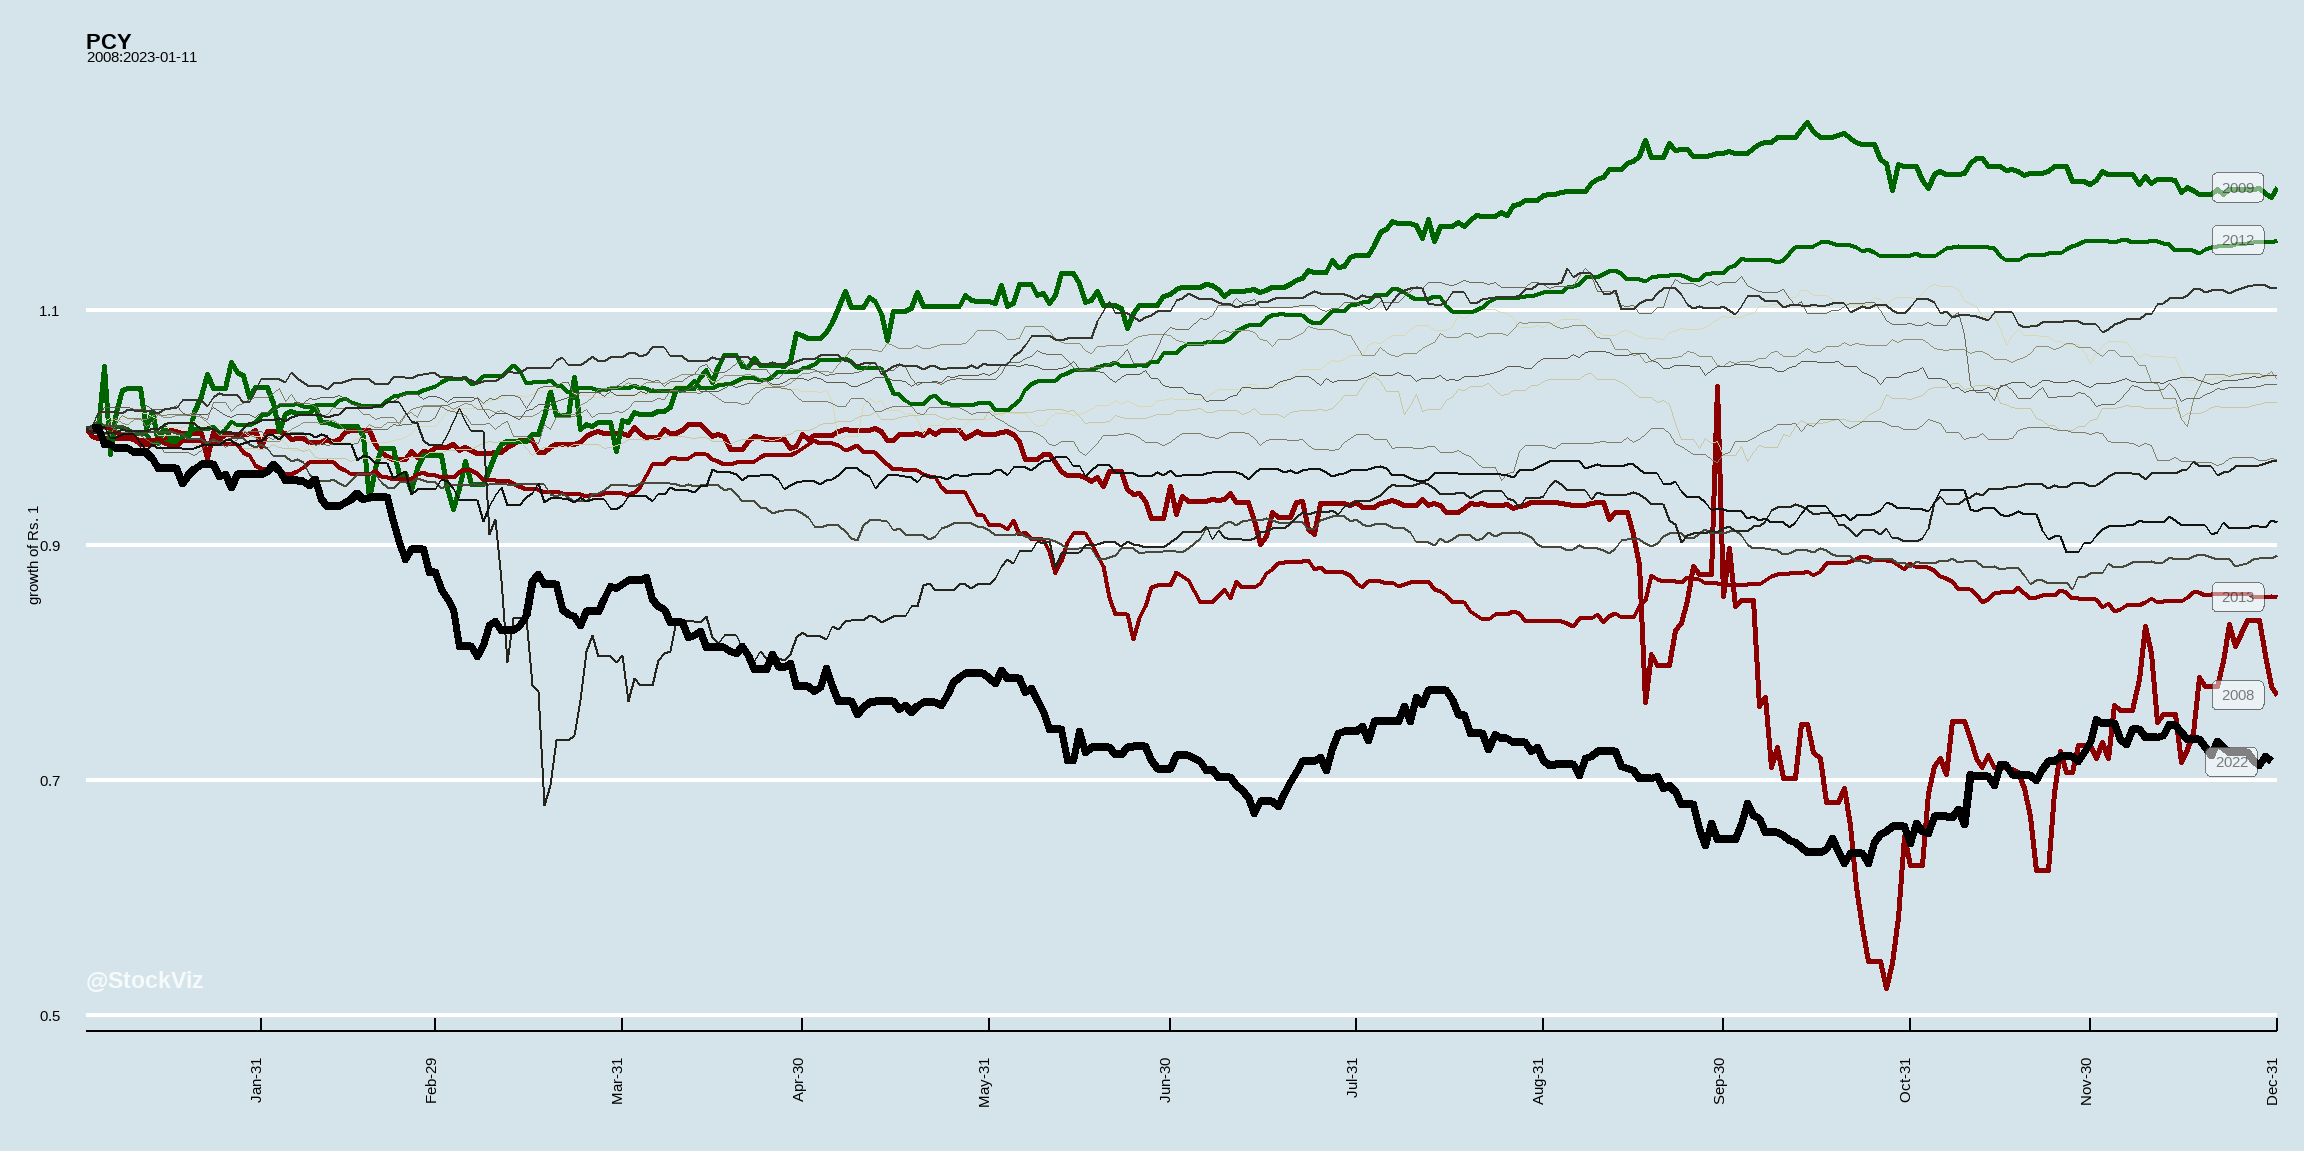 PCY
2008:2023-01-11
growth of Rs. 1
1.1
0.9
0.7
0.5
2009
2012
2013
2008
2022
@StockViz
Jan-31
Feb-29
Mar-31
Apr-30
May-31
Jun-30
Jul-31
Aug-31
Sep-30
Oct-31
Nov-30
Dec-31